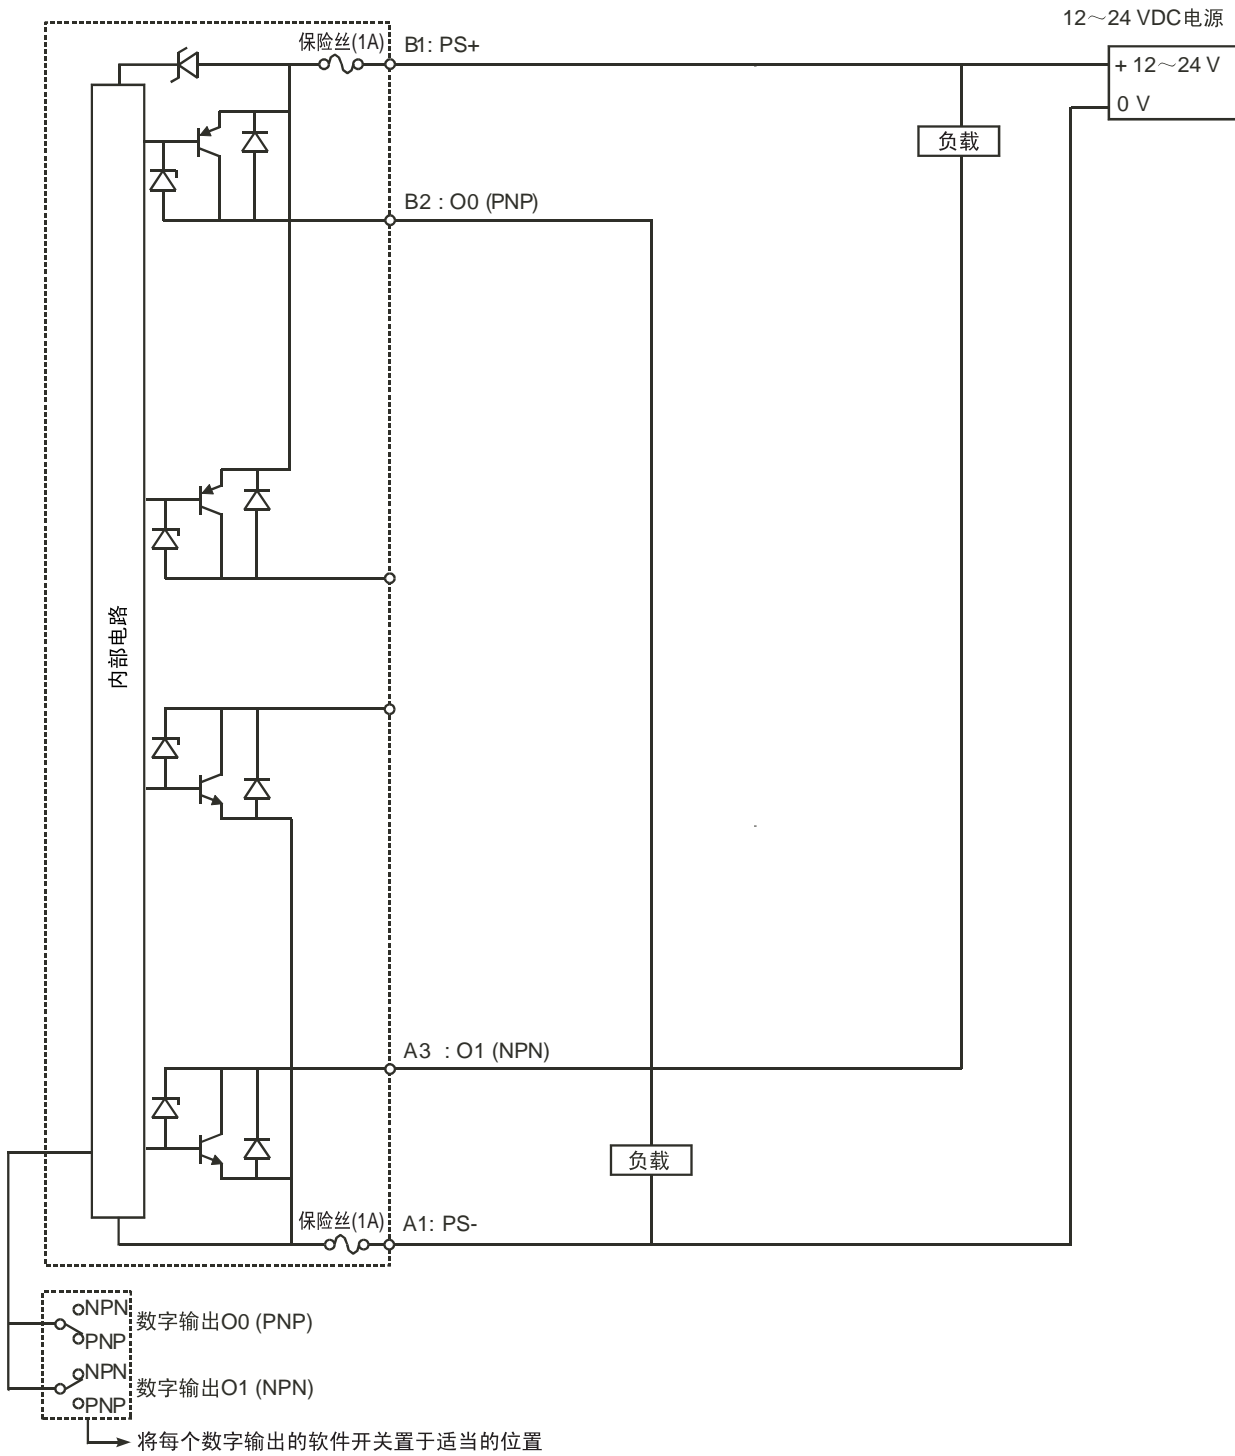 12～24 VDC电源
保险丝(1A)
B1: PS+
+ 12～24 V
0 V
负载
B2 : O0 (PNP)
内部电路
A3 : O1 (NPN)
负载
保险丝(1A)
A1: PS-
NPN
数字输出O0 (PNP)
PNP
NPN
数字输出O1 (NPN)
PNP
将每个数字输出的软件开关置于适当的位置